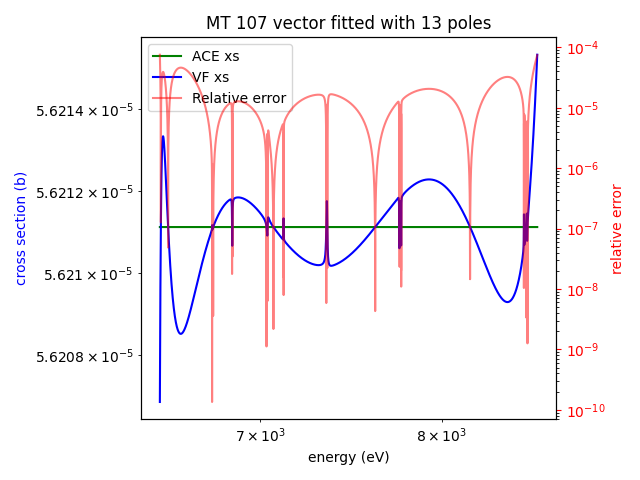 MT 107 vector fitted with 13 poles
ACE xs
VF xs
Relative error
5.6214 × 10⁻⁵
5.6212 × 10⁻⁵
5.621 × 10⁻⁵
5.6208 × 10⁻⁵
cross section (b)
10⁻⁴
10⁻⁵
10⁻⁶
10⁻⁷
10⁻⁸
10⁻⁹
10⁻¹⁰
relative error
7 × 10³
8 × 10³
energy (eV)